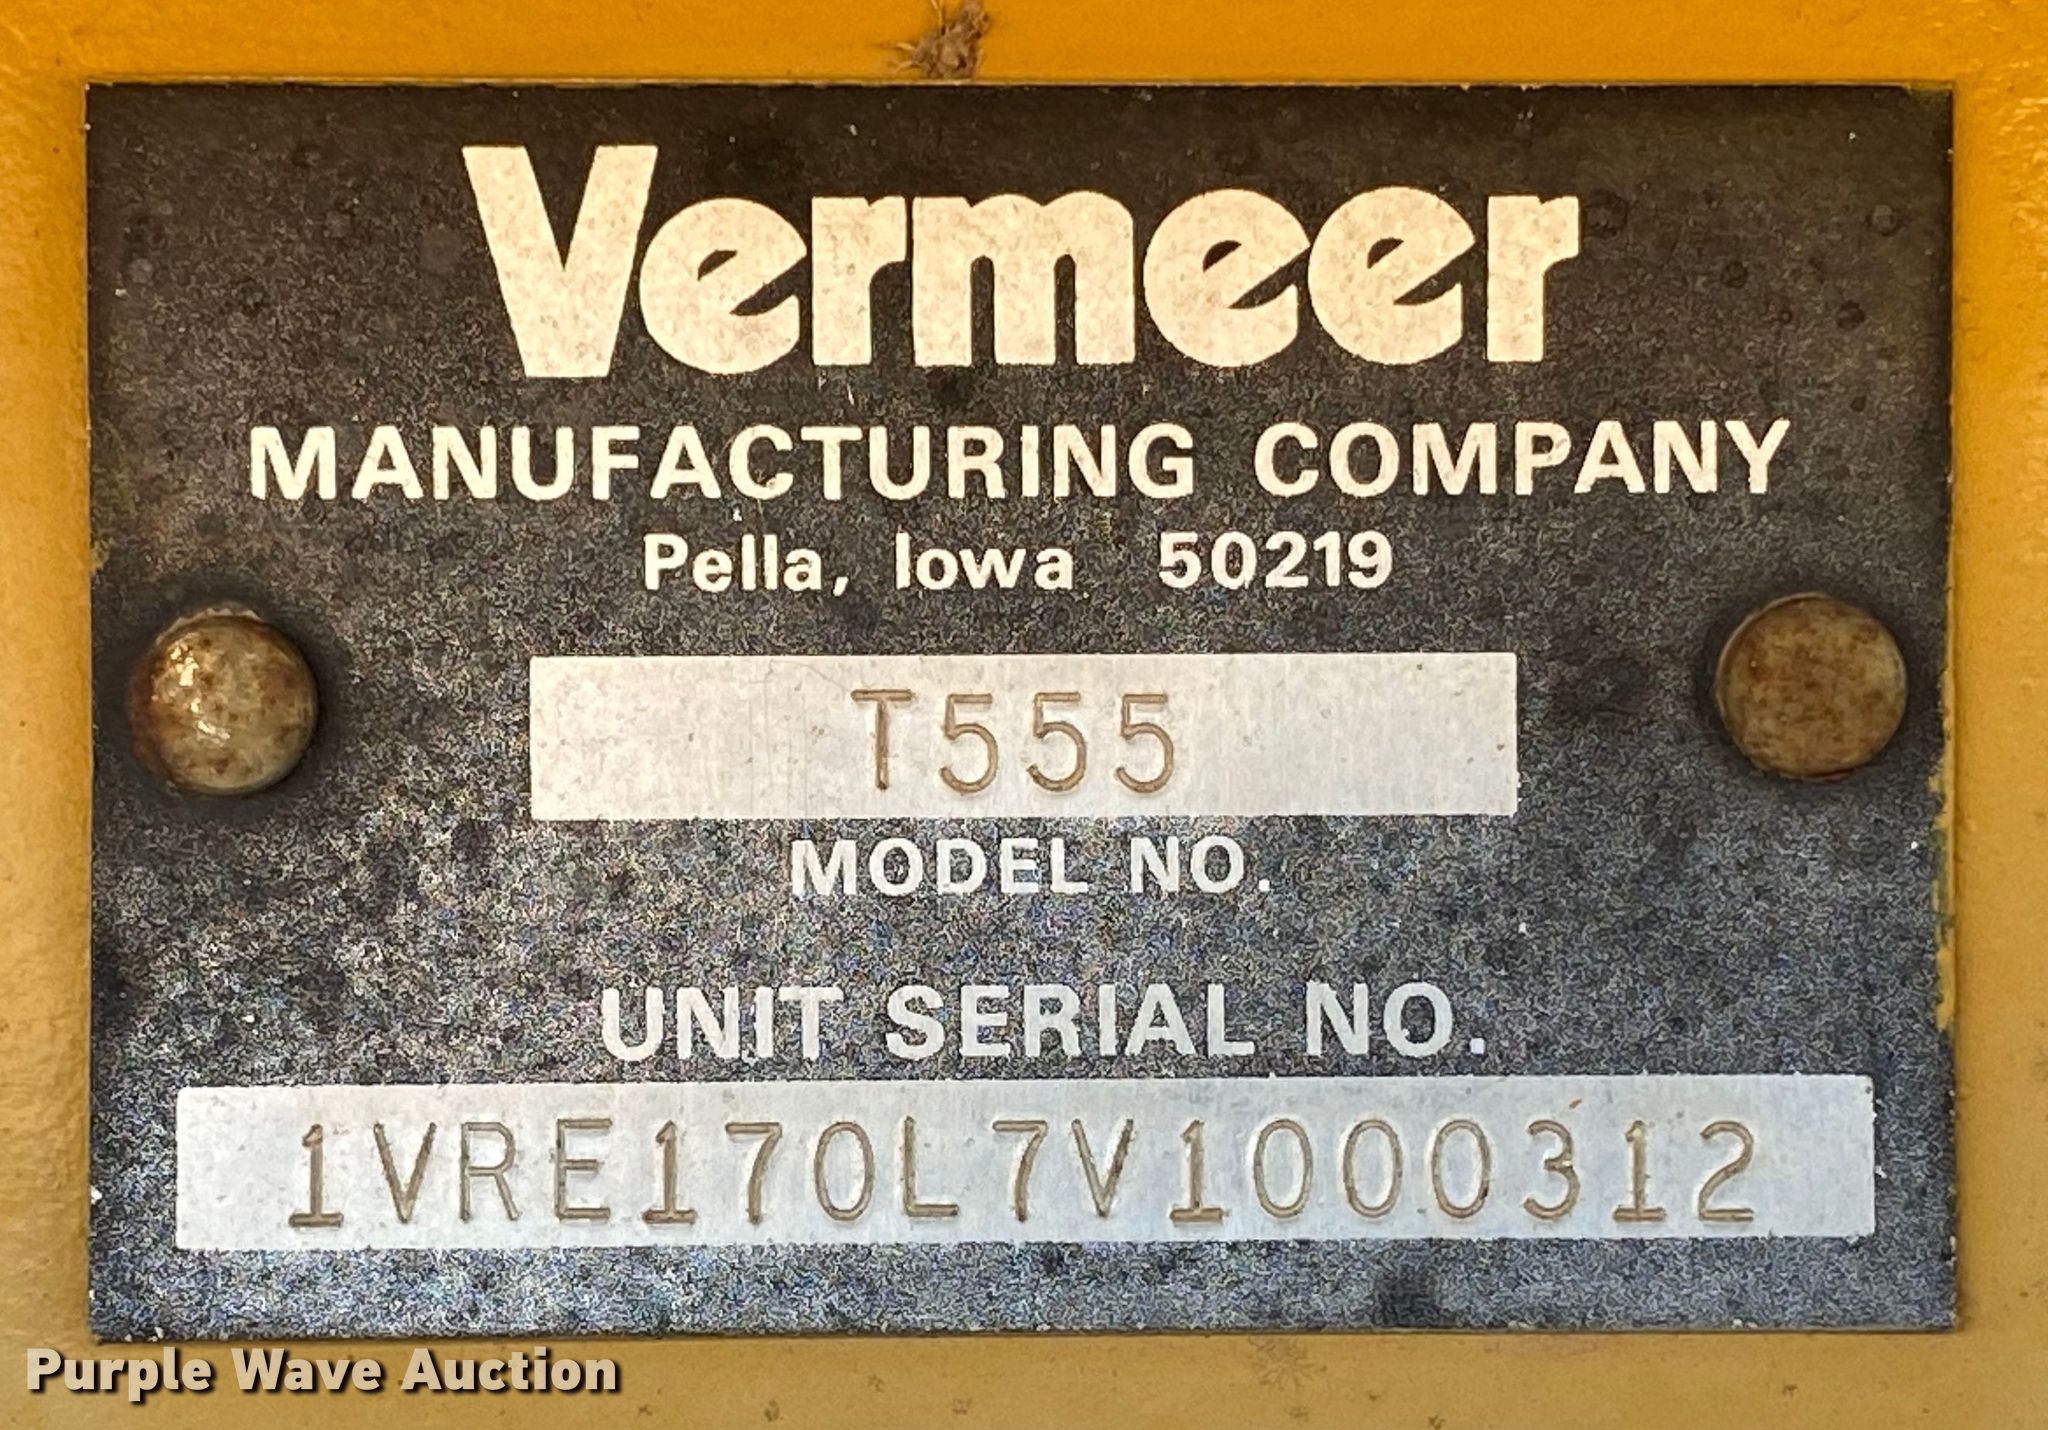 Vermeer
MANUFACTURING COMPANY
Pella, Iowa 50219
T555
MODEL NO.
UNIT SERIAL NO.
1VRE170L7V1000312
Purple Wave Auction